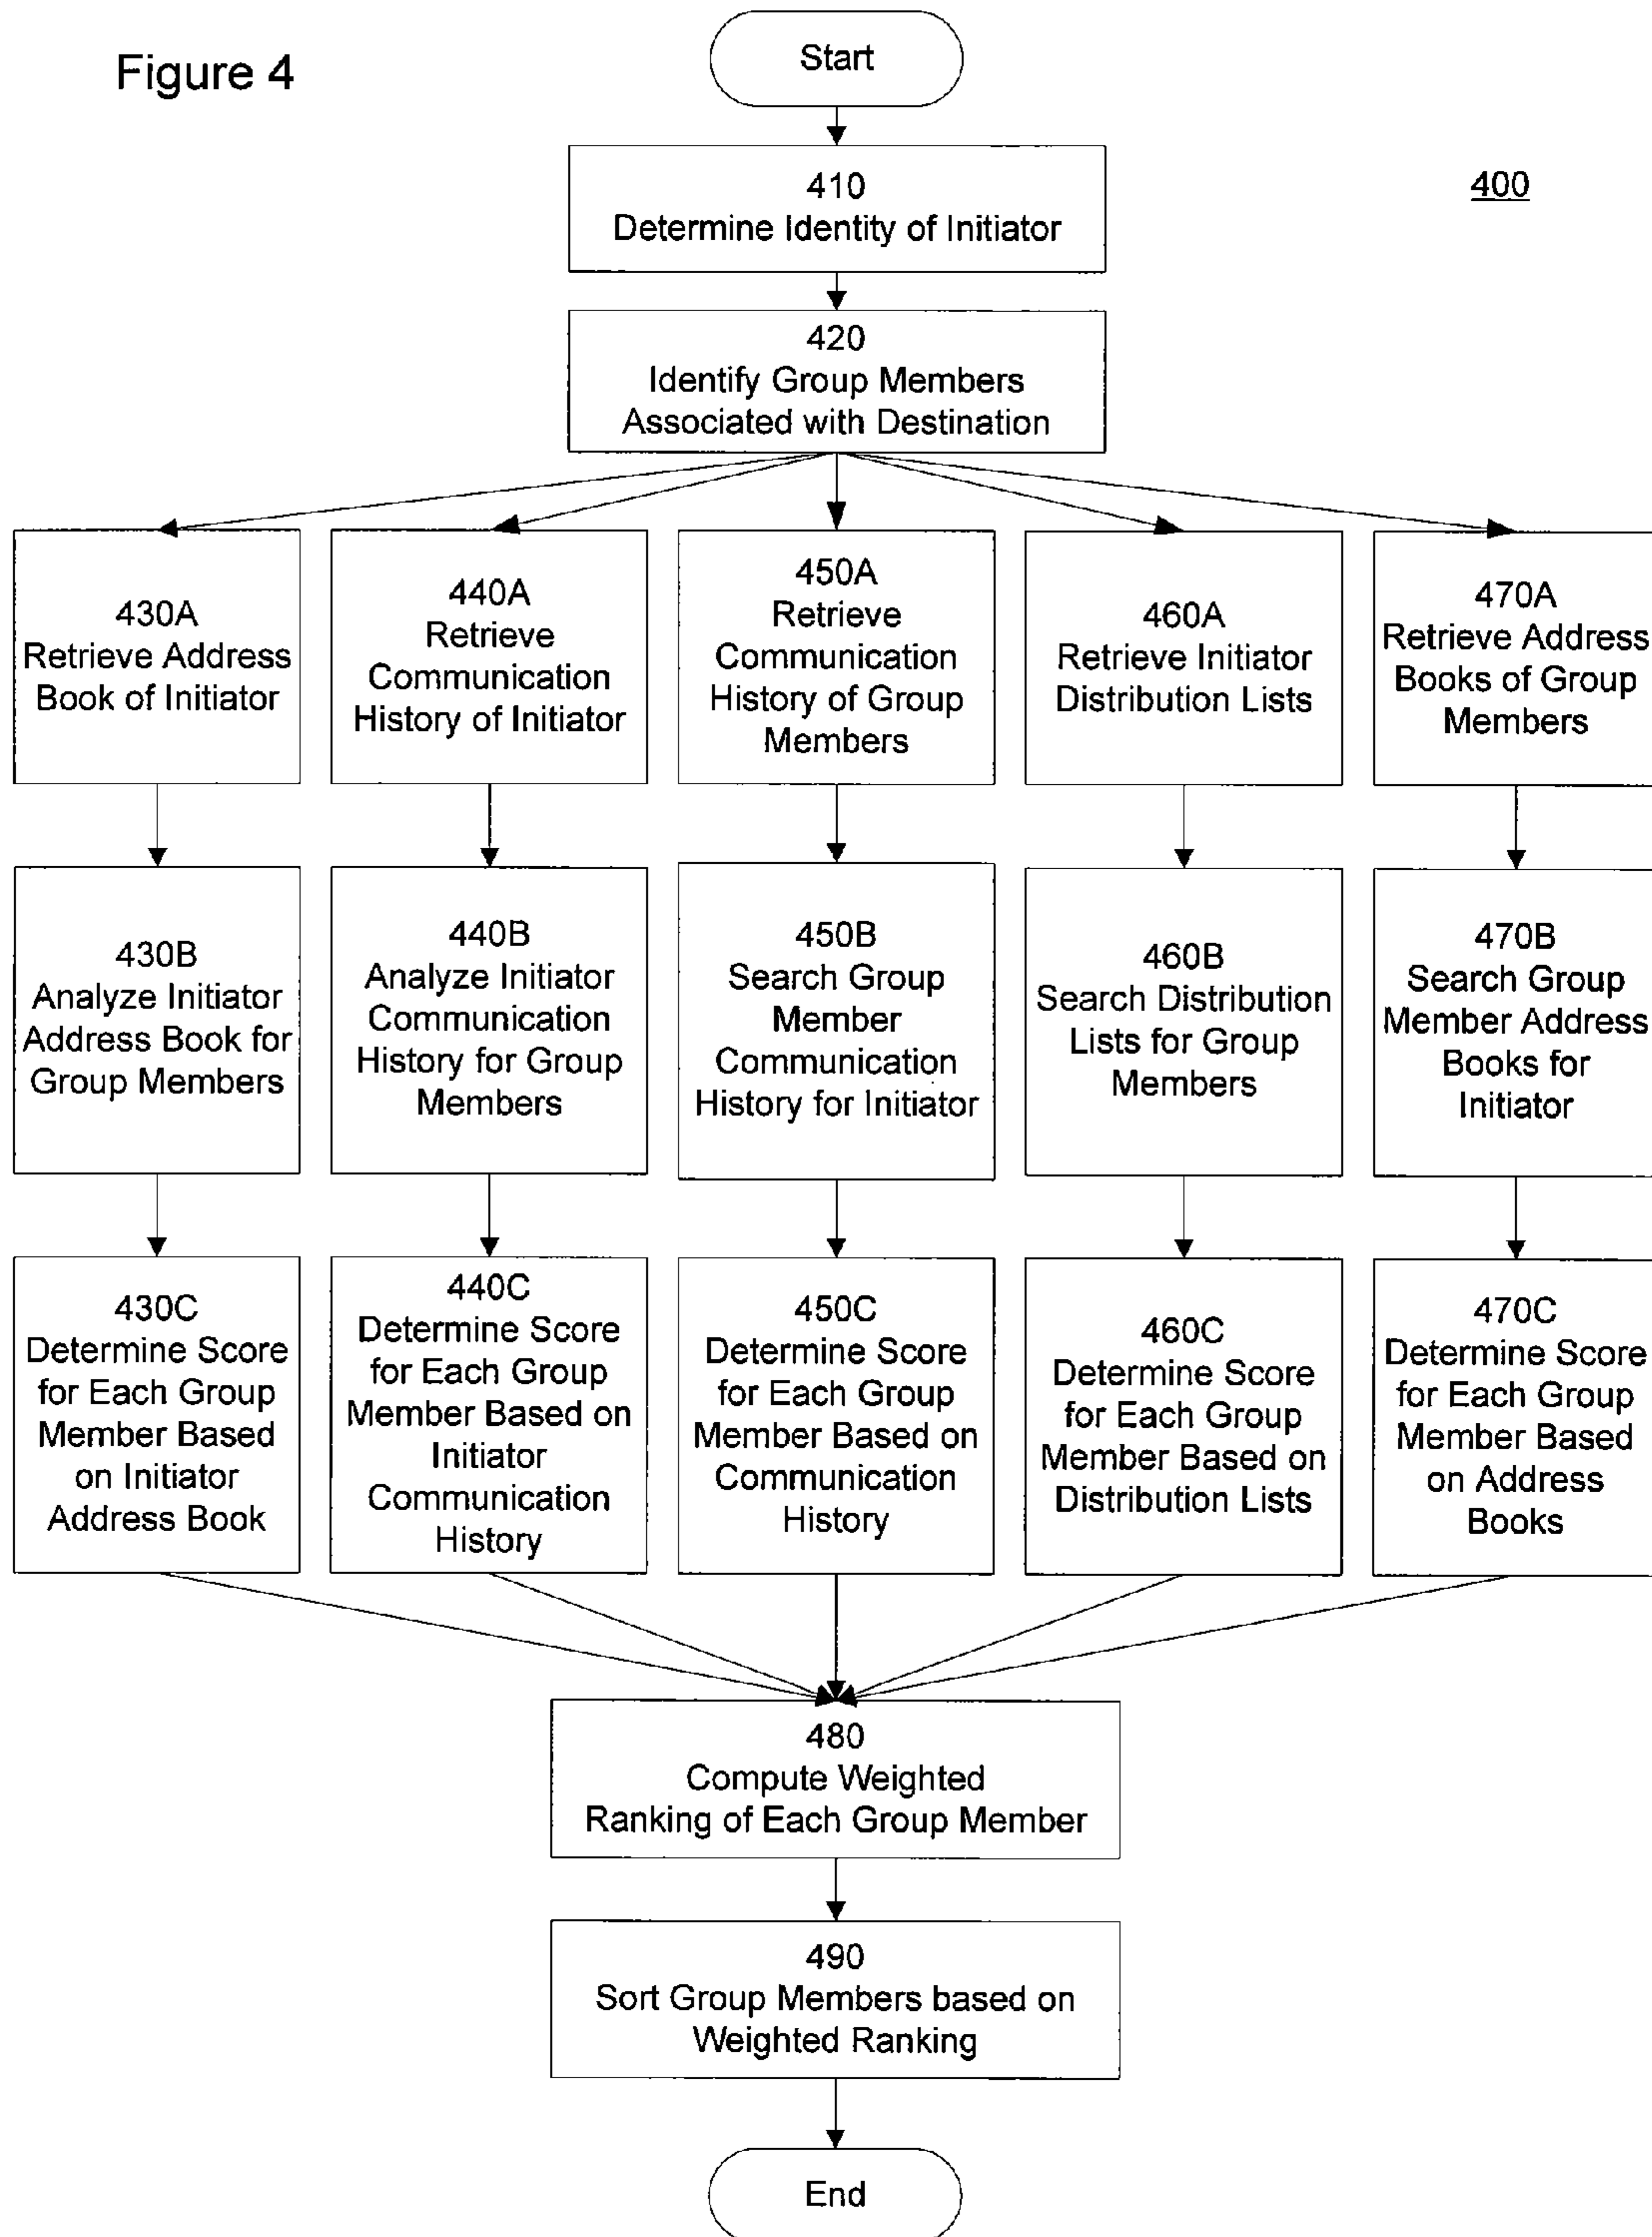 Figure 4
Start
400
410
Determine Identity of Initiator
420
Identify Group Members
Associated with Destination
430A
Retrieve Address
Book of Initiator
440A
Retrieve
Communication
History of Initiator
450A
Retrieve
Communication
History of Group
Members
460A
Retrieve Initiator
Distribution Lists
470A
Retrieve Address
Books of Group
Members
430B
Analyze Initiator
Address Book for
Group Members
440B
Analyze Initiator
Communication
History for Group
Members
450B
Search Group
Member
Communication
History for Initiator
460B
Search Distribution
Lists for Group
Members
470B
Search Group
Member Address
Books for
Initiator
430C
Determine Score
for Each Group
Member Based
on Initiator
Address Book
440C
Determine Score
for Each Group
Member Based on
Initiator
Communication
History
450C
Determine Score
for Each Group
Member Based on
Communication
History
460C
Determine Score
for Each Group
Member Based on
Distribution Lists
470C
Determine Score
for Each Group
Member Based
on Address
Books
480
Compute Weighted
Ranking of Each Group Member
490
Sort Group Members based on
Weighted Ranking
End